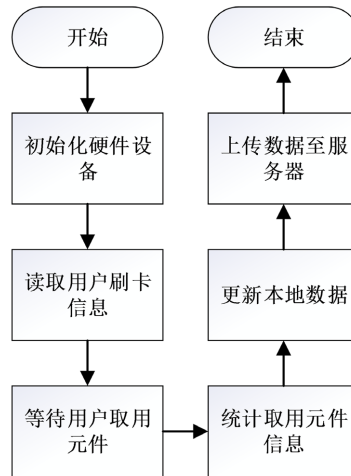 开始
初始化硬件设
备
读取用户刷卡
信息
等待用户取用
元件
统计取用元件
信息
更新本地数据
上传数据至服
务器
结束